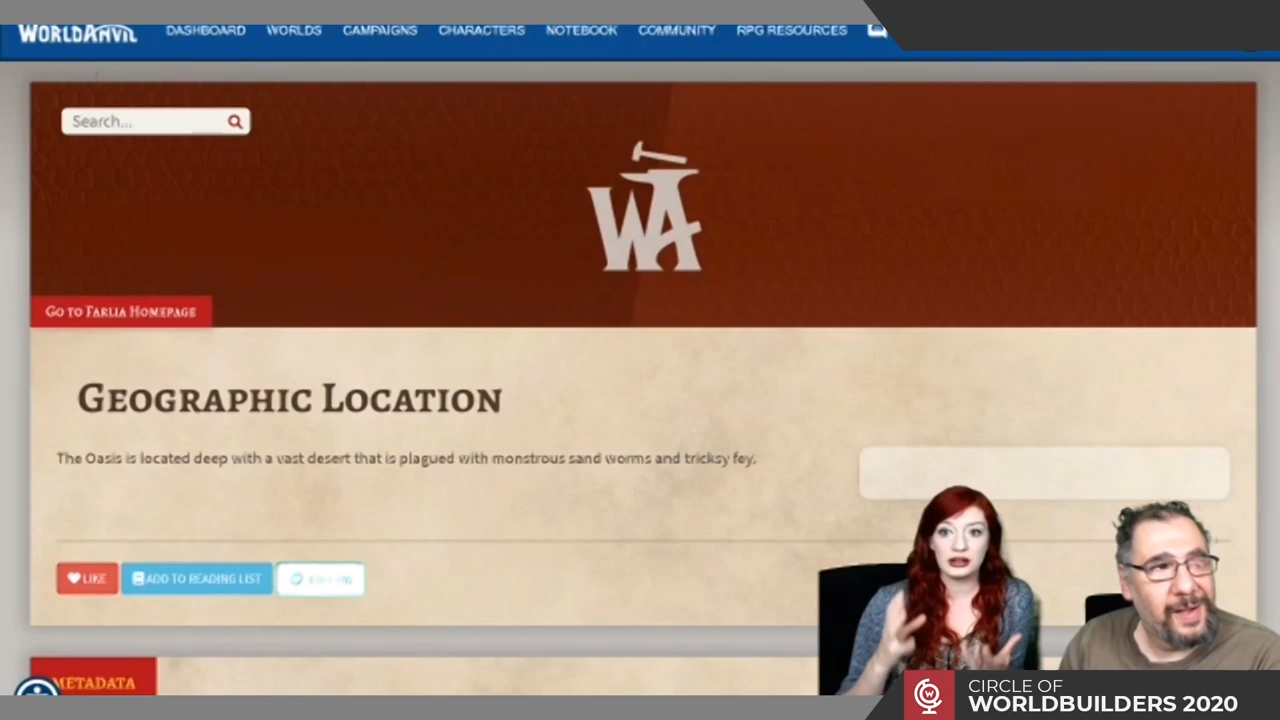 WORLDANVIL DASHBOARD WORLDS CAMPAIGNS CHARACTERS NOTEBOOK COMMUNITY RPG RESOURCES
Search...
WA
GO TO FARLIA HOMEPAGE
GEOGRAPHIC LOCATION
The Oasis is located deep with a vast desert that is plagued with monstrous sand worms and tricksy fey.
LIKE ADD TO READING LIST
METADATA
CIRCLE OF
WORLDBUILDERS 2020